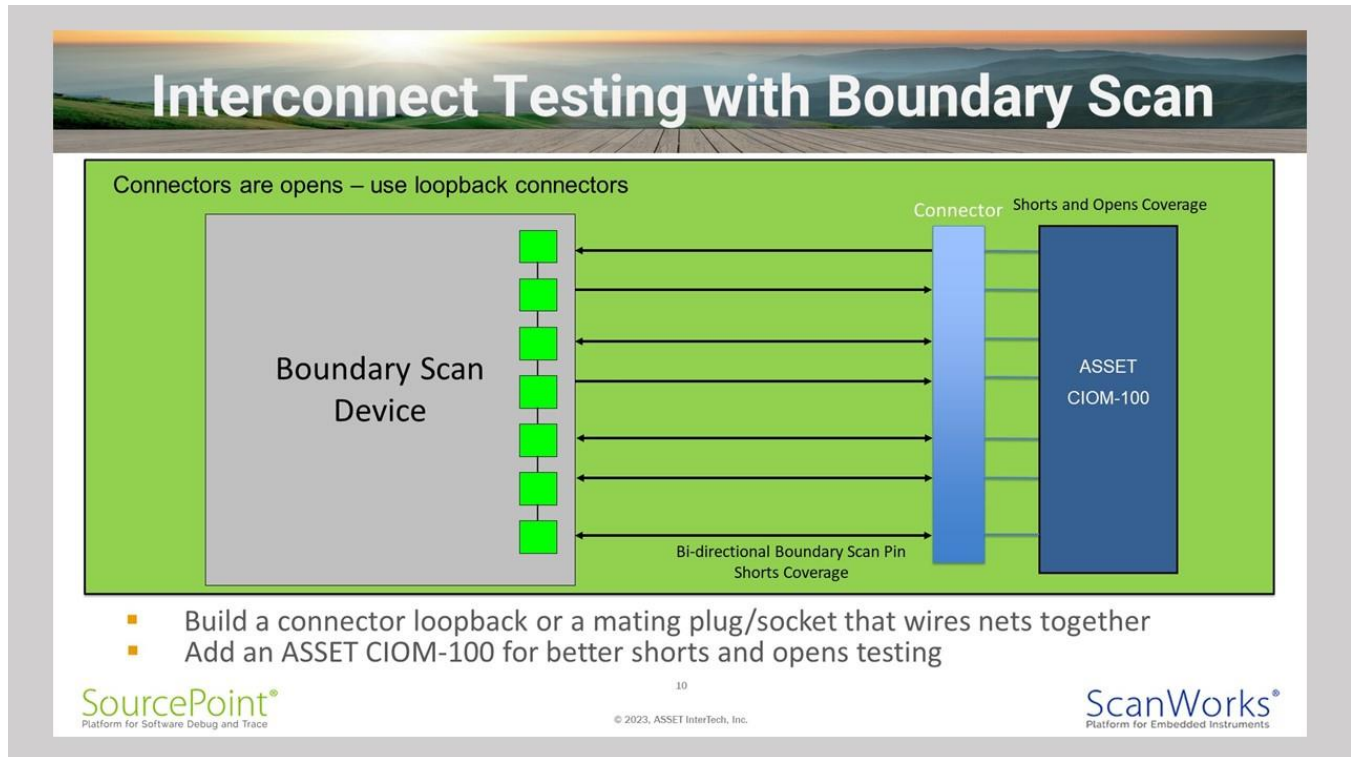 Interconnect Testing with Boundary Scan
Connectors are opens – use loopback connectors
Connector
Shorts and Opens Coverage
Boundary Scan
Device
ASSET
CIOM-100
Bi-directional Boundary Scan Pin
Shorts Coverage
▪ Build a connector loopback or a mating plug/socket that wires nets together
▪ Add an ASSET CIOM-100 for better shorts and opens testing
SourcePoint®
Platform for Software Debug and Trace
10
© 2023, ASSET InterTech, Inc.
ScanWorks®
Platform for Embedded Instruments